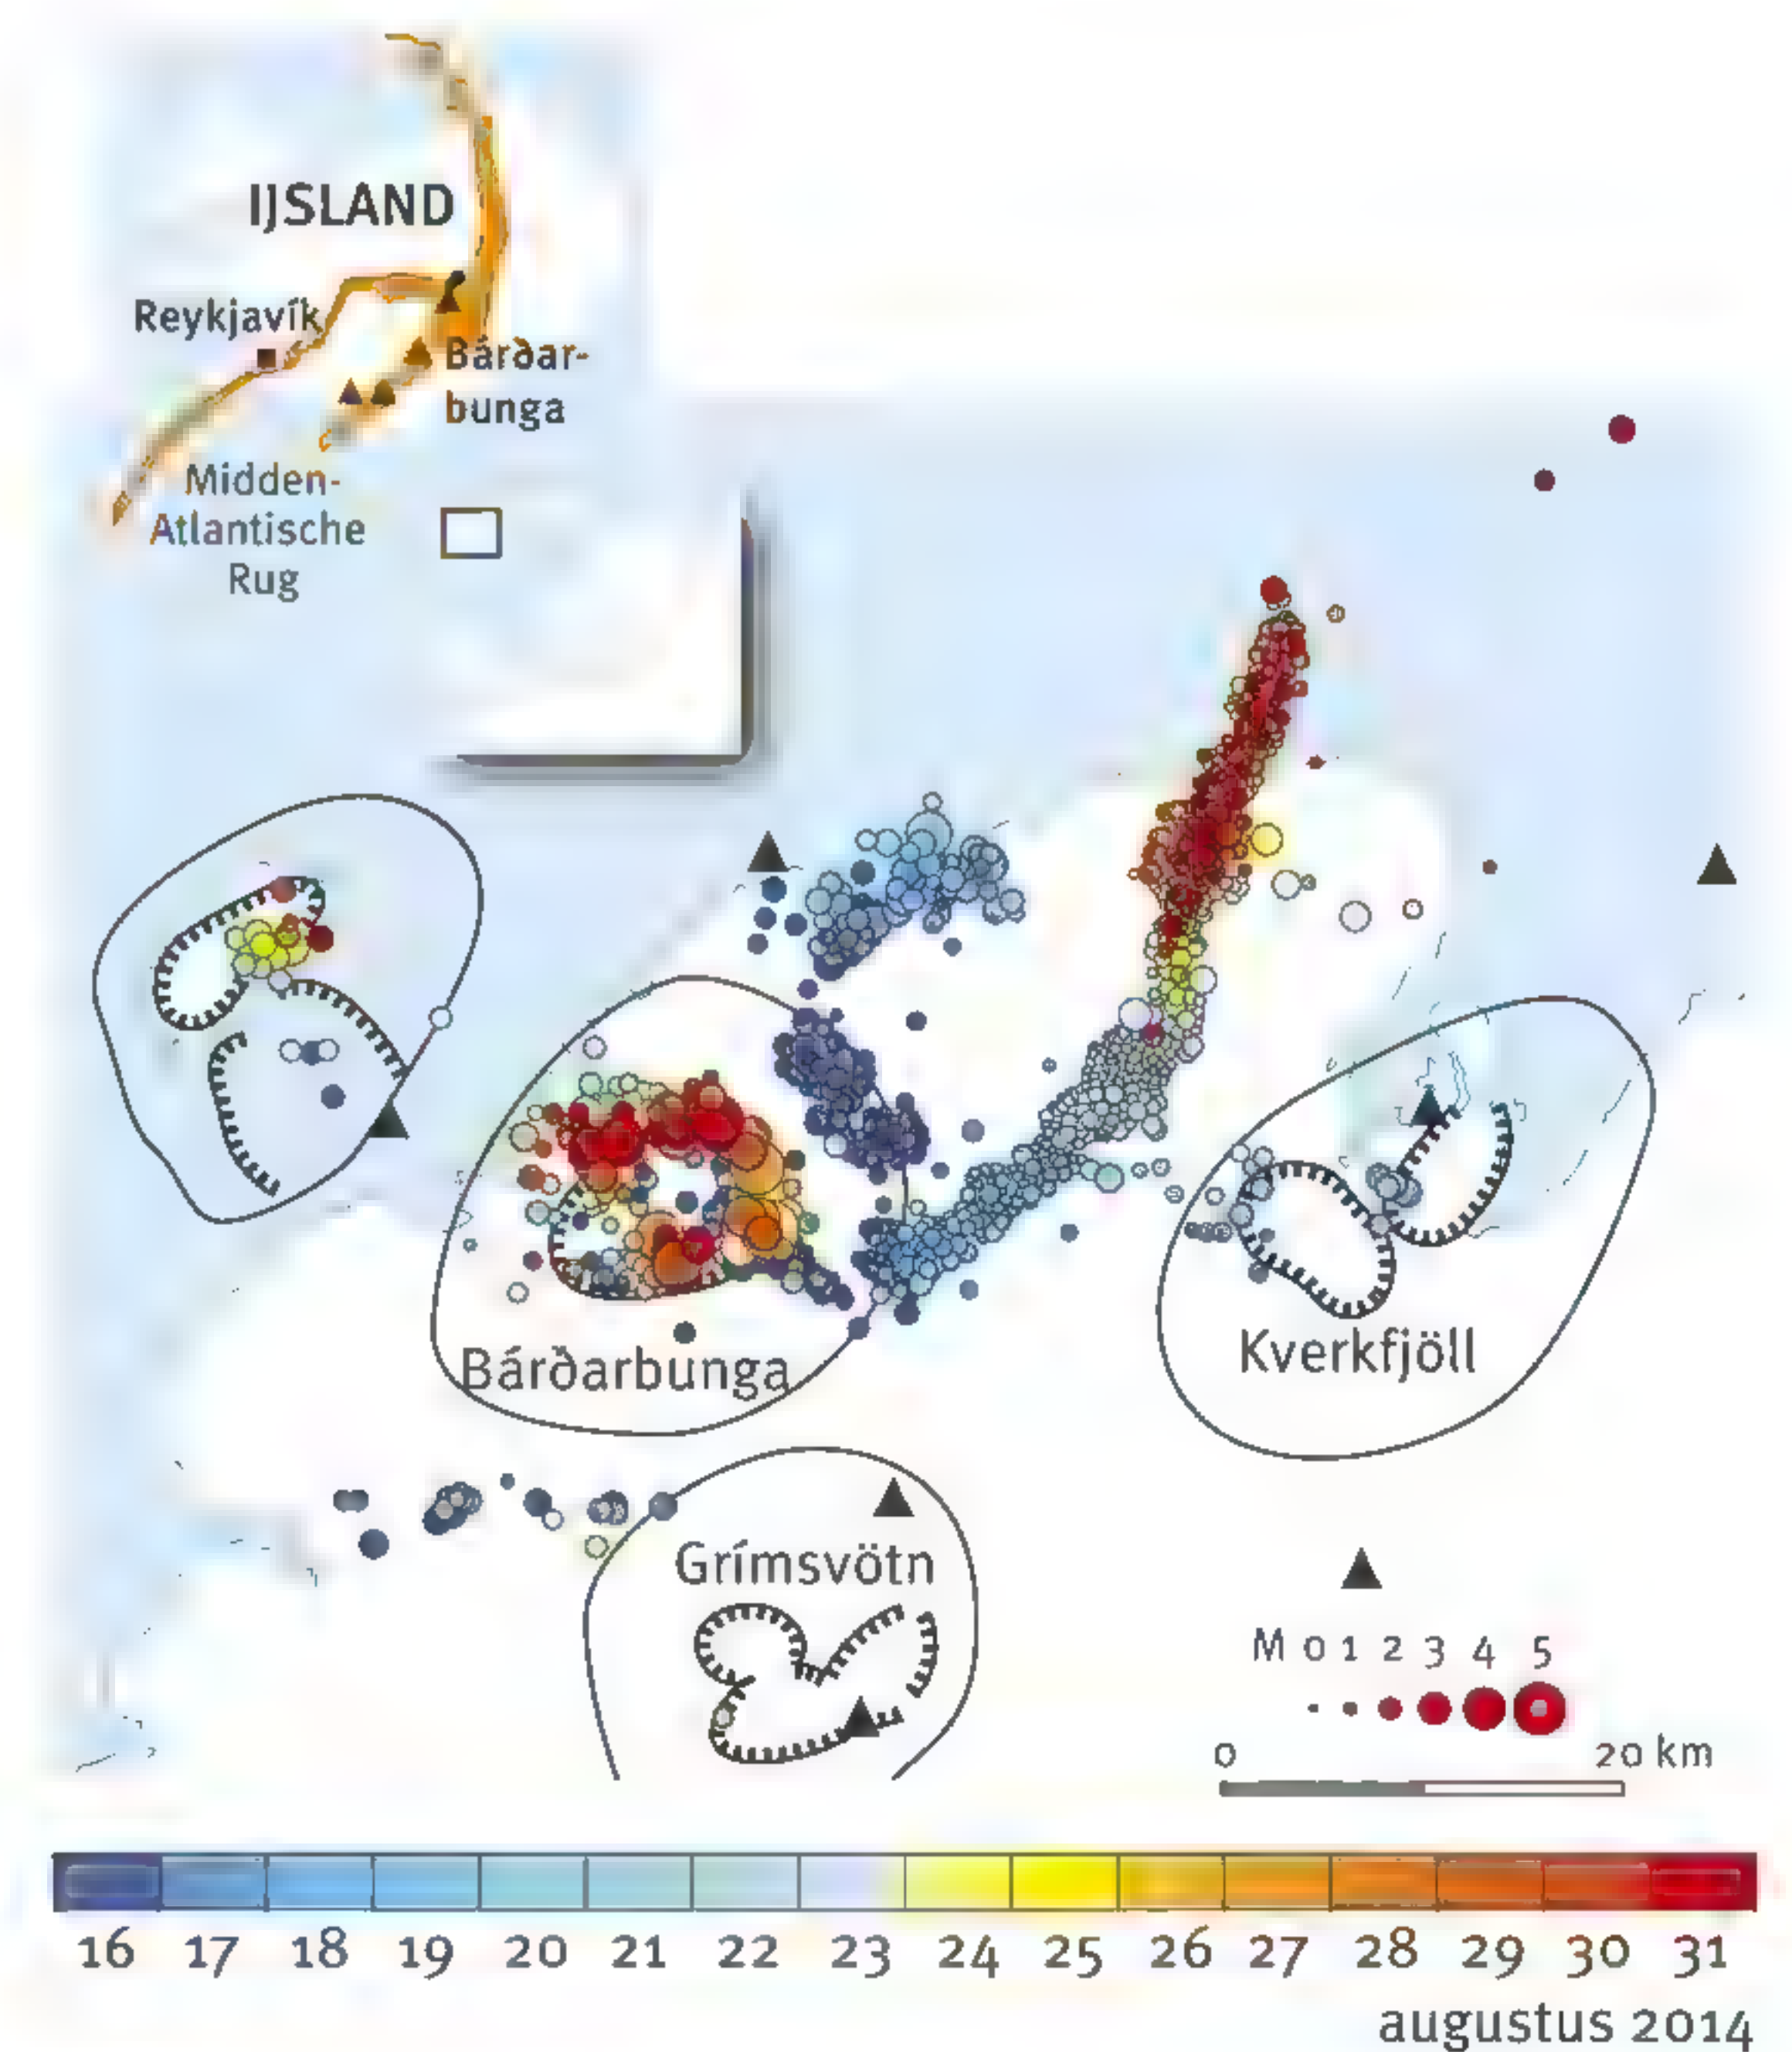 IJSLAND
Reykjavík
Bárðar-
bunga
Midden-
Atlantische
Rug
Bárðarbunga
Kverkfjöll
Grímsvötn
M 0 1 2 3 4 5
0 20 km
16 17 18 19 20 21 22 23 24 25 26 27 28 29 30 31
augustus 2014